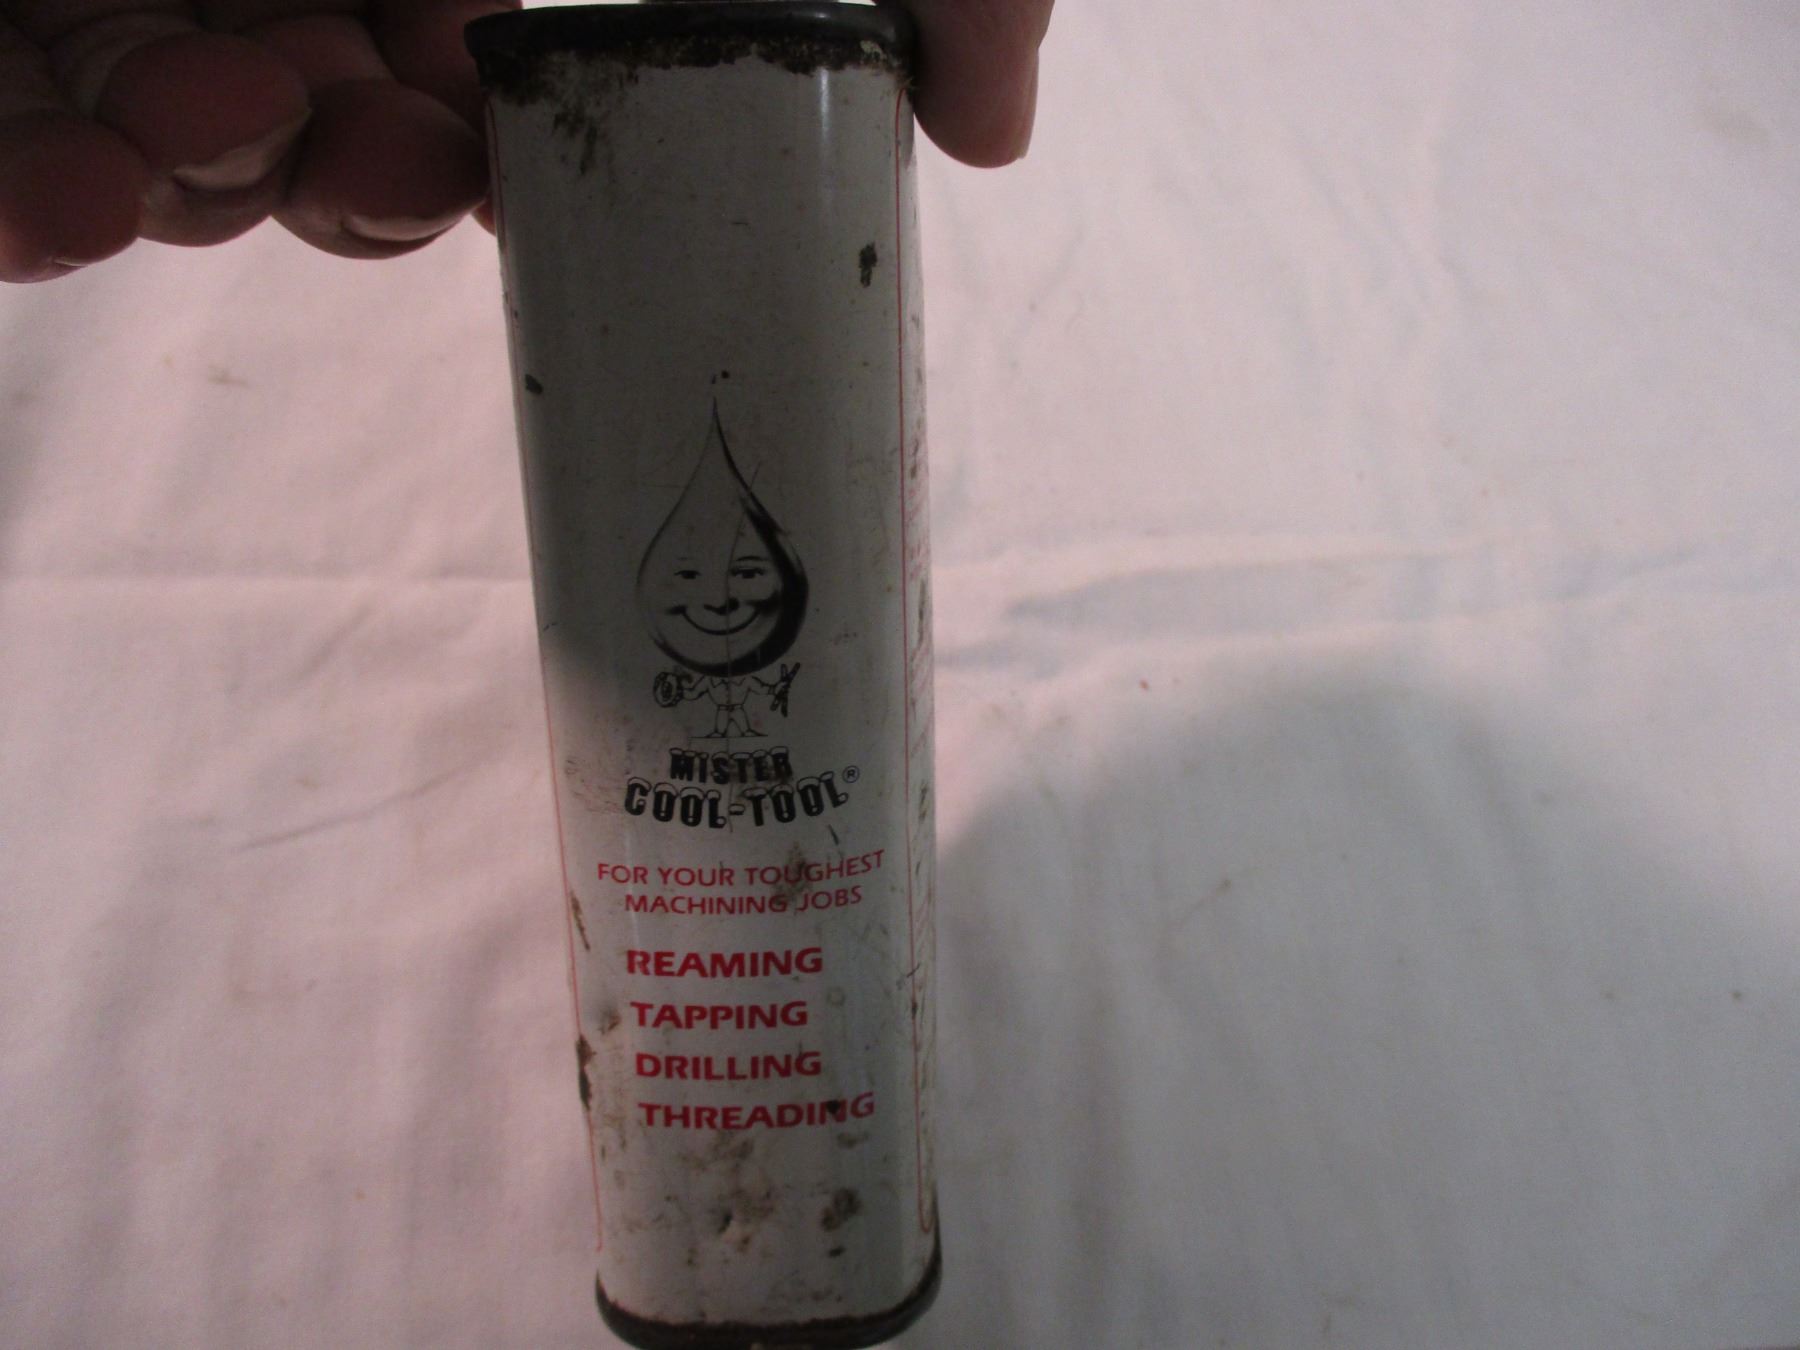 MISTER
COOL-TOOL®
FOR YOUR TOUGHEST
MACHINING JOBS
REAMING
TAPPING
DRILLING
THREADING